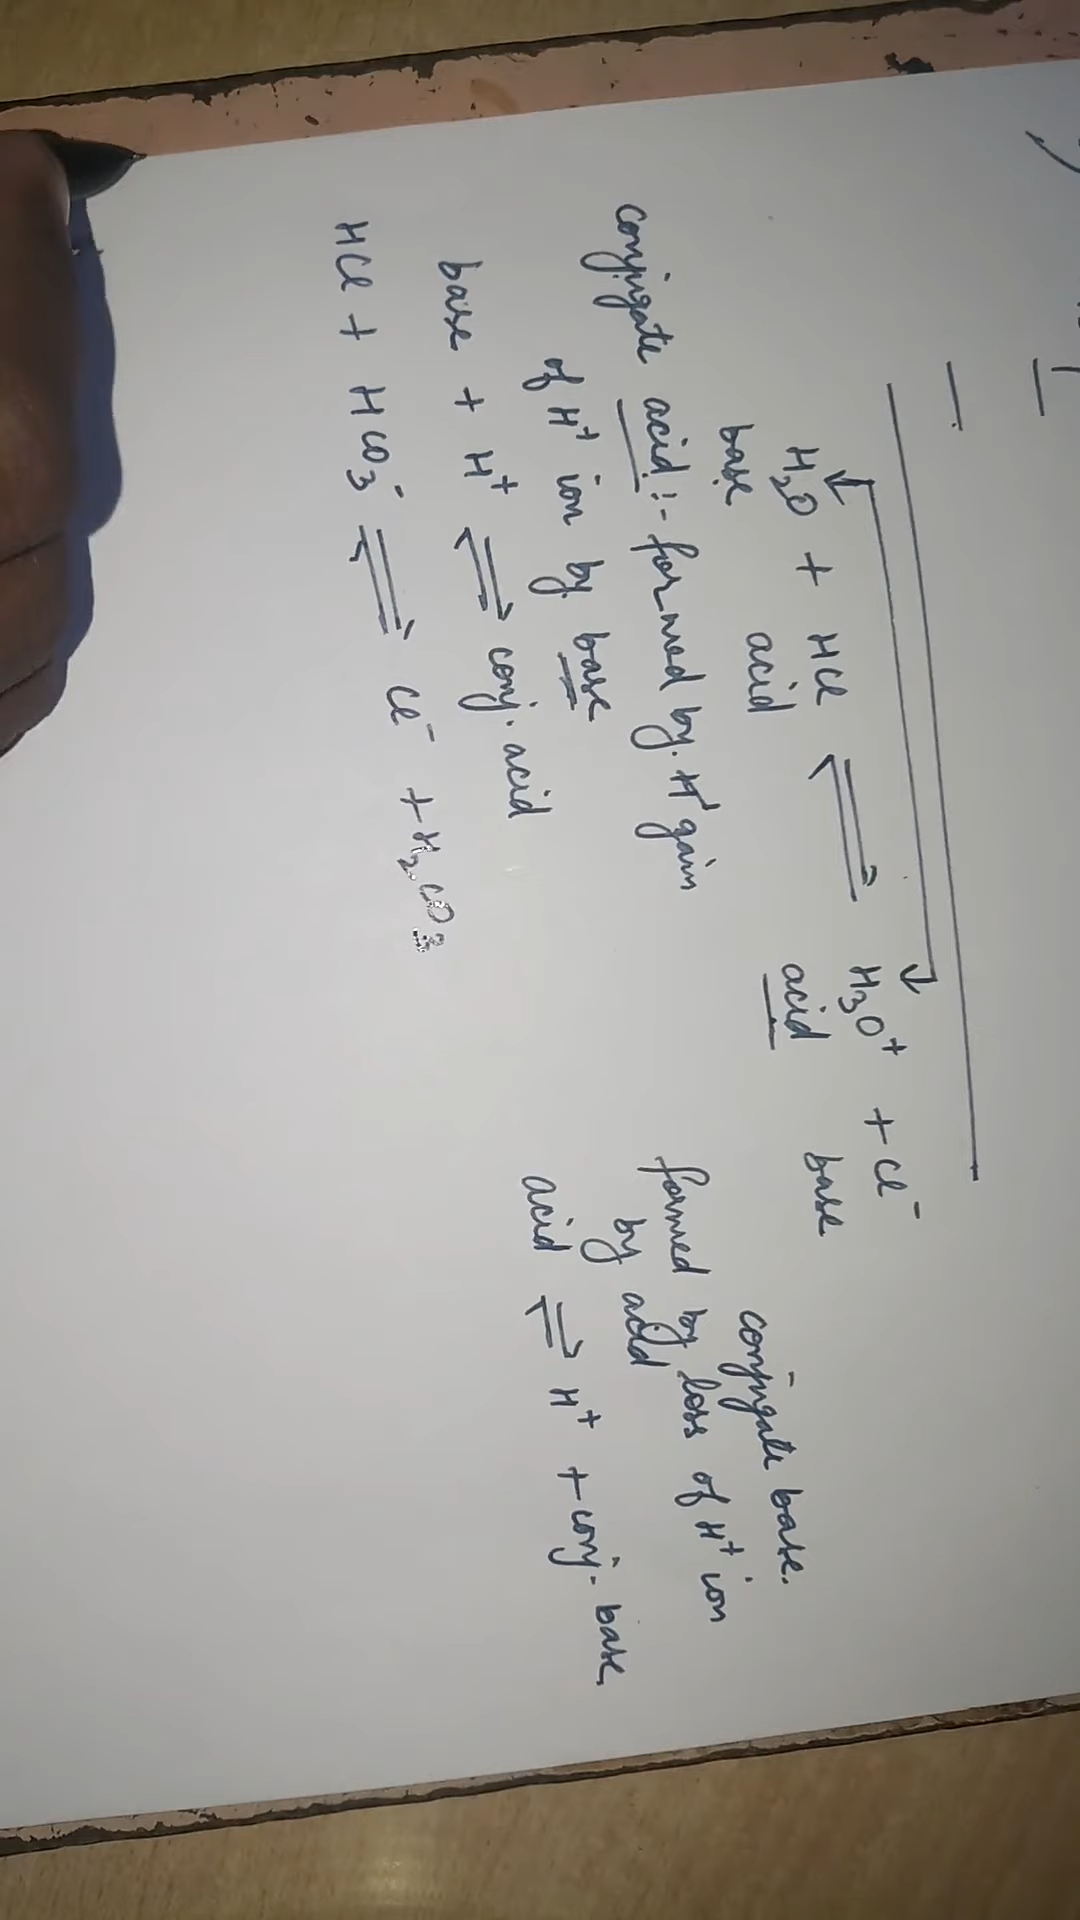 H₂O + HCl ⇌ H₃O⁺ + Cl⁻
base acid acid base
conjugate base.
conjugate acid :- formed by H⁺ gain
of H⁺ ion by base
formed by loss of H⁺ ion
by acid
base + H⁺ ⇌ conj. acid
acid ⇌ H⁺ + conj. base
HCl + HCO₃⁻ ⇌ Cl⁻ + H₂CO₃